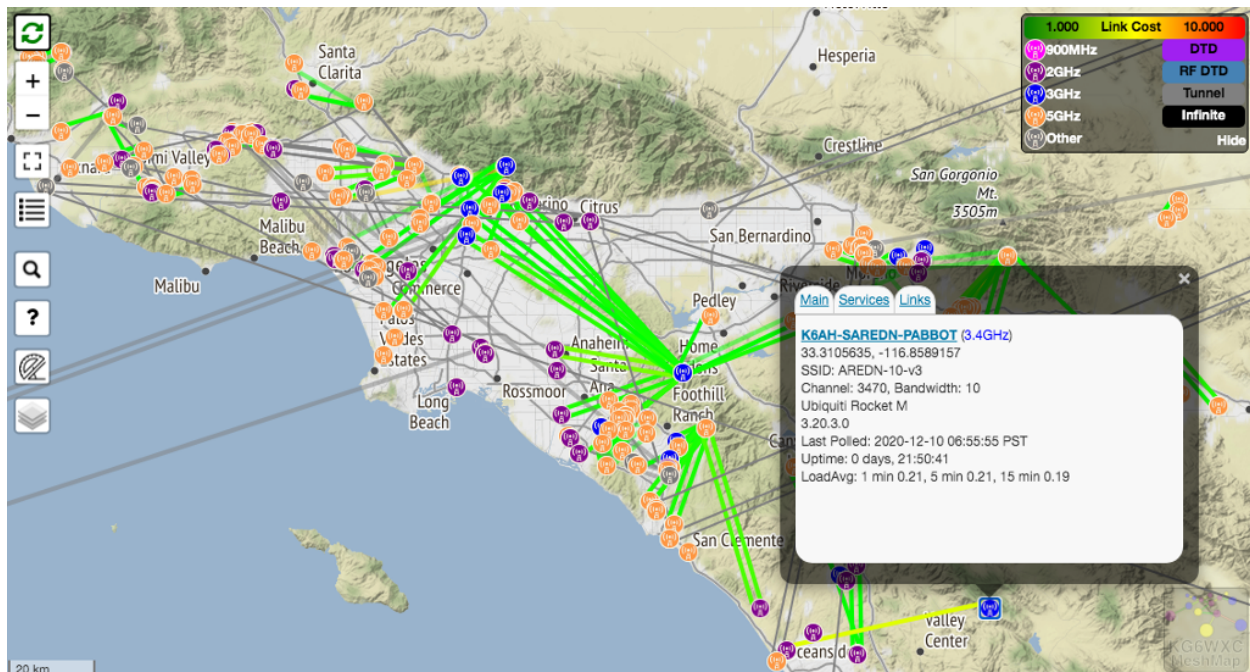 Hesperia
1.000 Link Cost 10.000
900MHz DTD
2GHz RF DTD
3GHz Tunnel
5GHz Infinite
Other Hide
+
−
Santa
Clarita
Crestline
San Gorgonio
Mt.
3505m
Citrus
San Bernardino
Malibu
Beach
Malibu
Commerce
?
Pedley
Riverside
Estates
Anaheim
Santa
Ana
Rossmoor
Long
Beach
Home
Foothill
Ranch
San Clemente
Valley
Center
20 km
×
Main Services Links
K6AH-SAREDN-PABBOT (3.4GHz)
33.3105635, -116.8589157
SSID: AREDN-10-v3
Channel: 3470, Bandwidth: 10
Ubiquiti Rocket M
3.20.3.0
Last Polled: 2020-12-10 06:55:55 PST
Uptime: 0 days, 21:50:41
LoadAvg: 1 min 0.21, 5 min 0.21, 15 min 0.19
KG6WXC
MeshMap